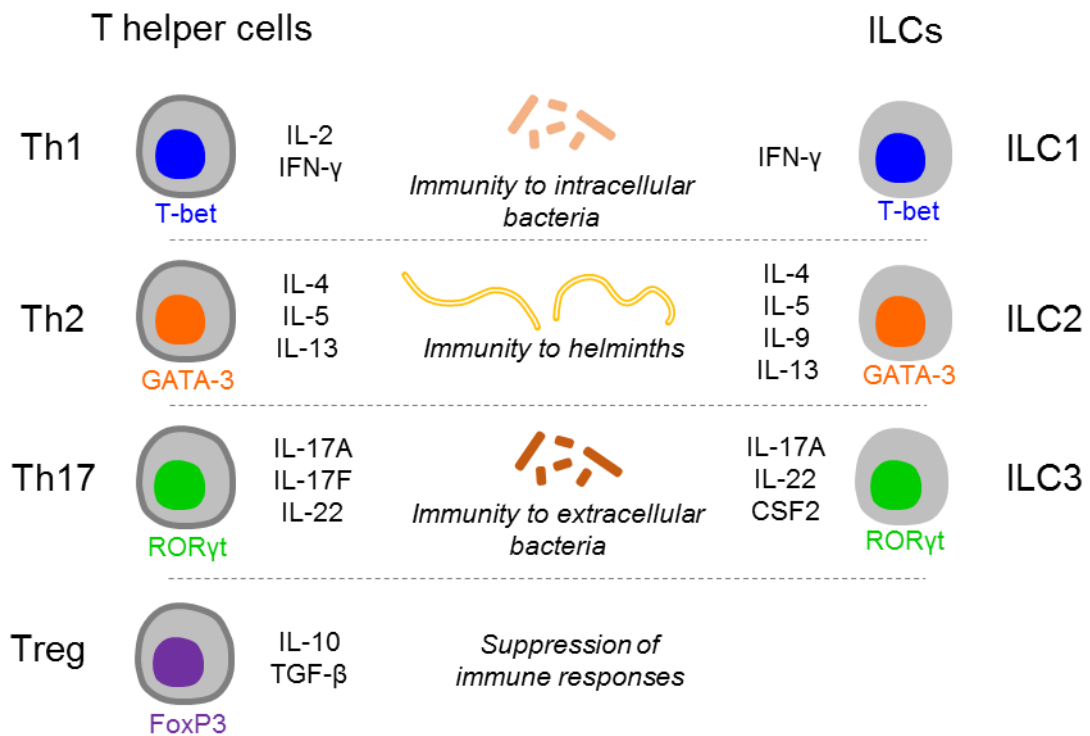 T helper cells
ILCs
Th1
T-bet
IL-2
IFN-γ
Immunity to intracellular
bacteria
IFN-γ
T-bet
ILC1
Th2
GATA-3
IL-4
IL-5
IL-13
Immunity to helminths
IL-4
IL-5
IL-9
IL-13
GATA-3
ILC2
Th17
RORγt
IL-17A
IL-17F
IL-22
Immunity to extracellular
bacteria
IL-17A
IL-22
CSF2
RORγt
ILC3
Treg
FoxP3
IL-10
TGF-β
Suppression of
immune responses